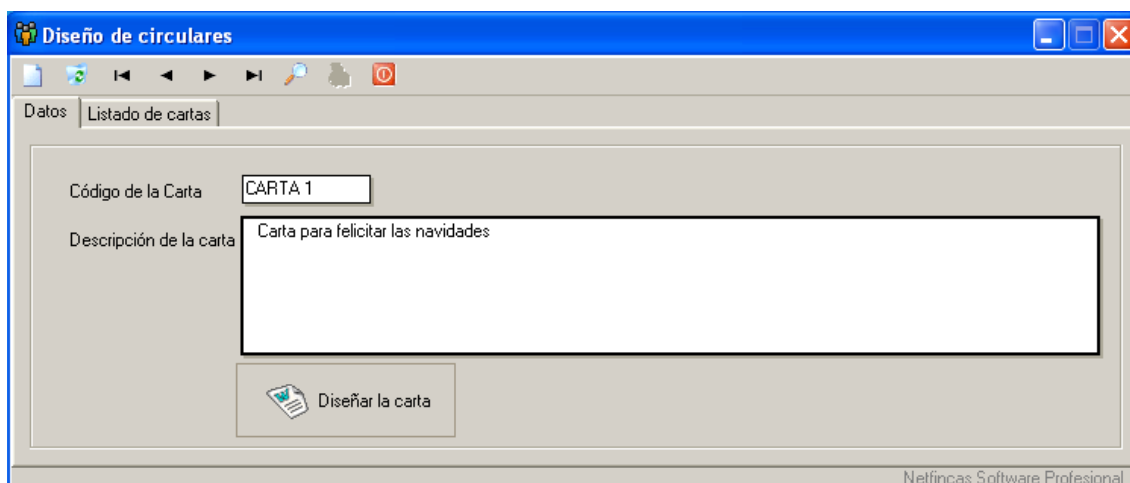 Diseño de circulares
Datos
Listado de cartas
Código de la Carta
CARTA 1
Descripción de la carta
Carta para felicitar las navidades
Diseñar la carta
Netfincas Software Profesional